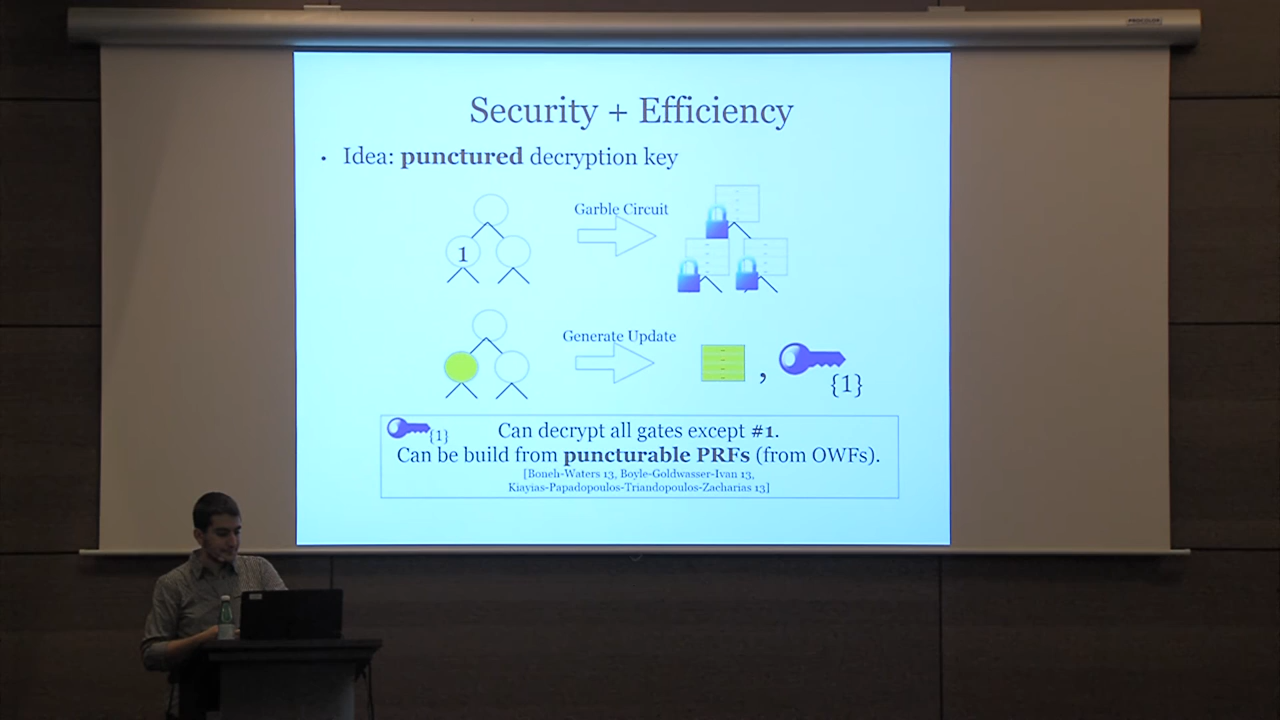 Security + Efficiency
• Idea: punctured decryption key
Garble Circuit
1
Generate Update
, {1}
{1} Can decrypt all gates except #1.
Can be build from puncturable PRFs (from OWFs).
[Boneh-Waters 13, Boyle-Goldwasser-Ivan 13,
Kiayias-Papadopoulos-Triandopoulos-Zacharias 13]